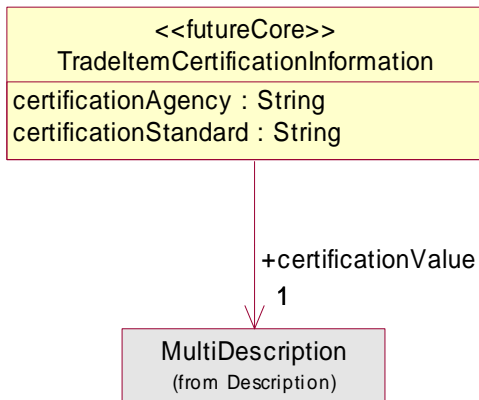 <<futureCore>>
TradeItemCertificationInformation
certificationAgency : String
certificationStandard : String
+certificationValue
1
MultiDescription
(from Description)